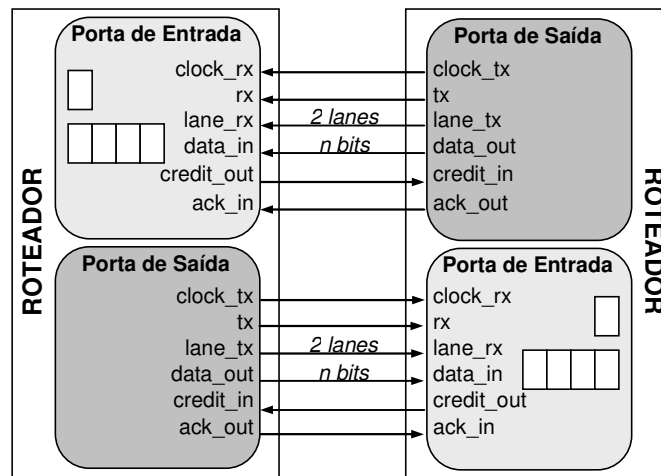 Porta de Entrada
clock_rx
rx
lane_rx
data_in
credit_out
ack_in
2 lanes
n bits
Porta de Saída
clock_tx
tx
lane_tx
data_out
credit_in
ack_out
ROTEADOR
ROTEADOR
Porta de Saída
clock_tx
tx
lane_tx
data_out
credit_in
ack_out
2 lanes
n bits
Porta de Entrada
clock_rx
rx
lane_rx
data_in
credit_out
ack_in